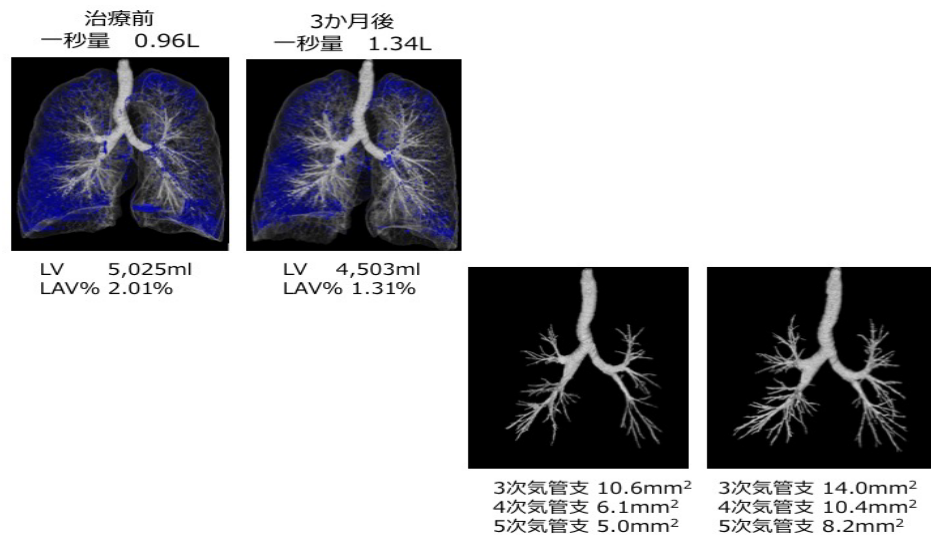 治療前
一秒量 0.96L
3か月後
一秒量 1.34L
LV 5,025ml
LAV% 2.01%
LV 4,503ml
LAV% 1.31%
3次気管支 10.6mm²
4次気管支 6.1mm²
5次気管支 5.0mm²
3次気管支 14.0mm²
4次気管支 10.4mm²
5次気管支 8.2mm²